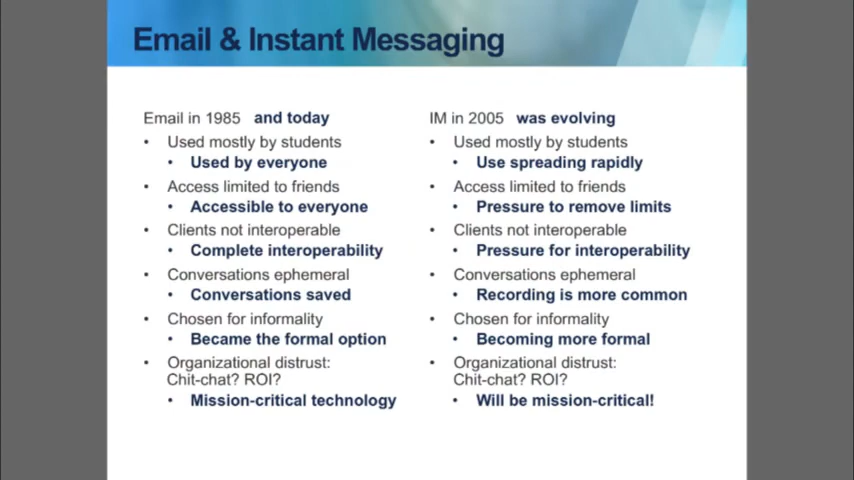 Email & Instant Messaging
Email in 1985 and today
• Used mostly by students
• Used by everyone
• Access limited to friends
• Accessible to everyone
• Clients not interoperable
• Complete interoperability
• Conversations ephemeral
• Conversations saved
• Chosen for informality
• Became the formal option
• Organizational distrust:
Chit-chat? ROI?
• Mission-critical technology
IM in 2005 was evolving
• Used mostly by students
• Use spreading rapidly
• Access limited to friends
• Pressure to remove limits
• Clients not interoperable
• Pressure for interoperability
• Conversations ephemeral
• Recording is more common
• Chosen for informality
• Becoming more formal
• Organizational distrust:
Chit-chat? ROI?
• Will be mission-critical!